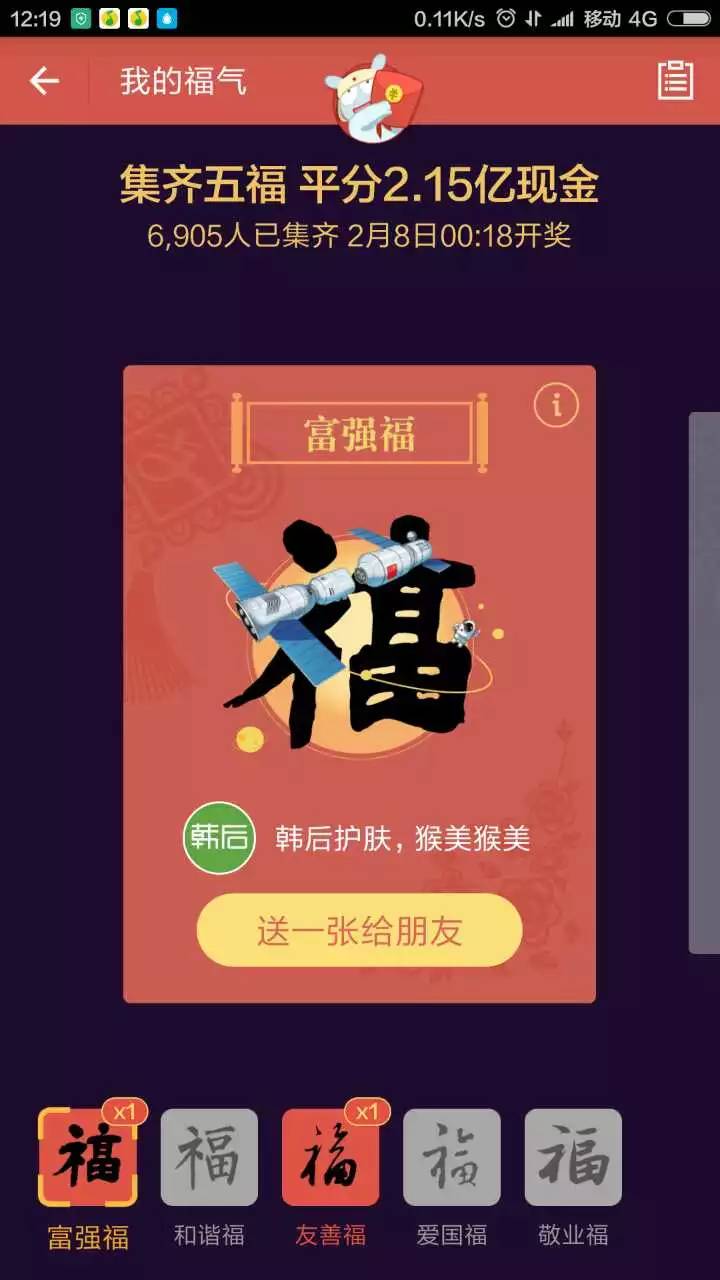 12:19
0.11K/s 移动 4G
我的福气
集齐五福 平分2.15亿现金
6,905人已集齐 2月8日00:18开奖
富强福
i
福
韩后 韩后护肤，猴美猴美
送一张给朋友
x1 x1
福 福 福 福 福
富强福 和谐福 友善福 爱国福 敬业福